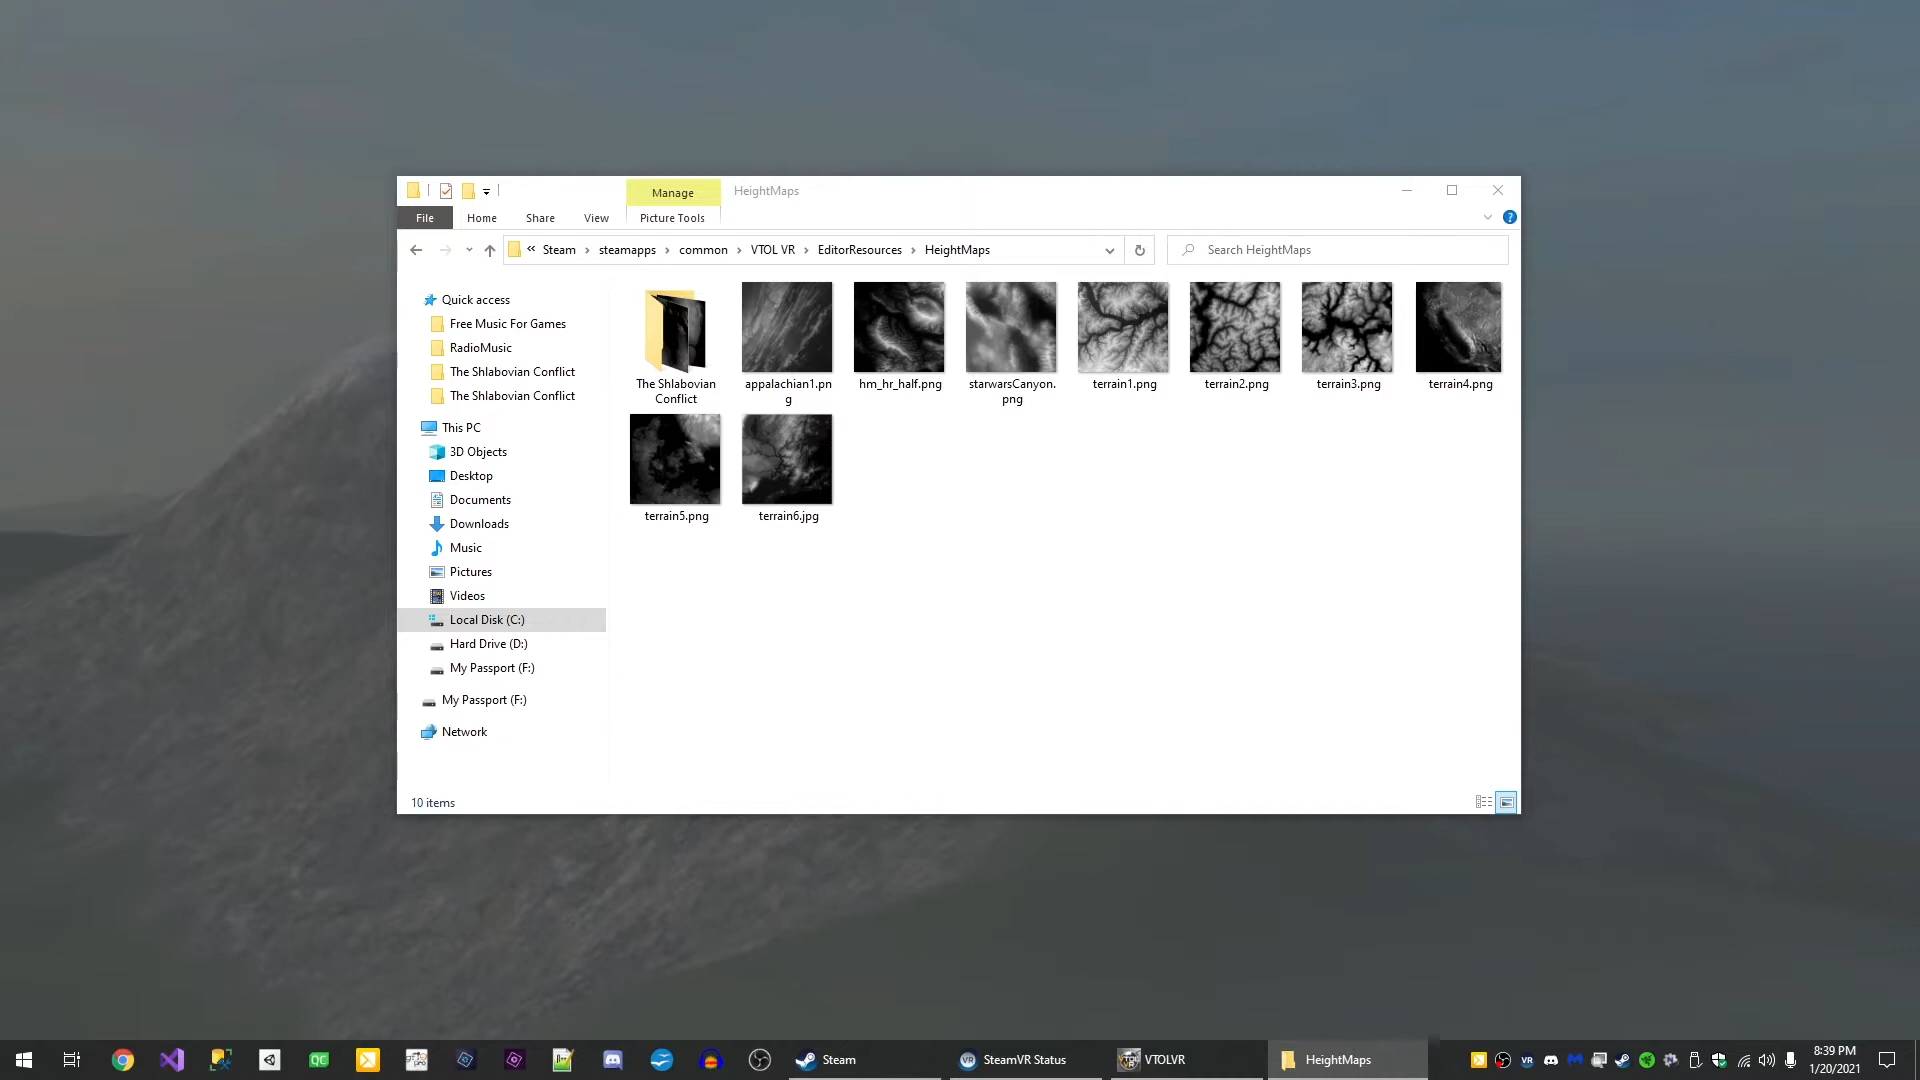 Manage
HeightMaps
File
Home
Share
View
Picture Tools
« Steam › steamapps › common › VTOL VR › EditorResources › HeightMaps
Search HeightMaps
Quick access
Free Music For Games
RadioMusic
The Shlabovian Conflict
The Shlabovian Conflict
This PC
3D Objects
Desktop
Documents
Downloads
Music
Pictures
Videos
Local Disk (C:)
Hard Drive (D:)
My Passport (F:)
My Passport (F:)
Network
The Shlabovian
Conflict
appalachian1.pn
g
hm_hr_half.png
starwarsCanyon.
png
terrain1.png
terrain2.png
terrain3.png
terrain4.png
terrain5.png
terrain6.jpg
10 items
QC
Steam
VR
SteamVR Status
VTOLVR
HeightMaps
VR
8:39 PM
1/20/2021